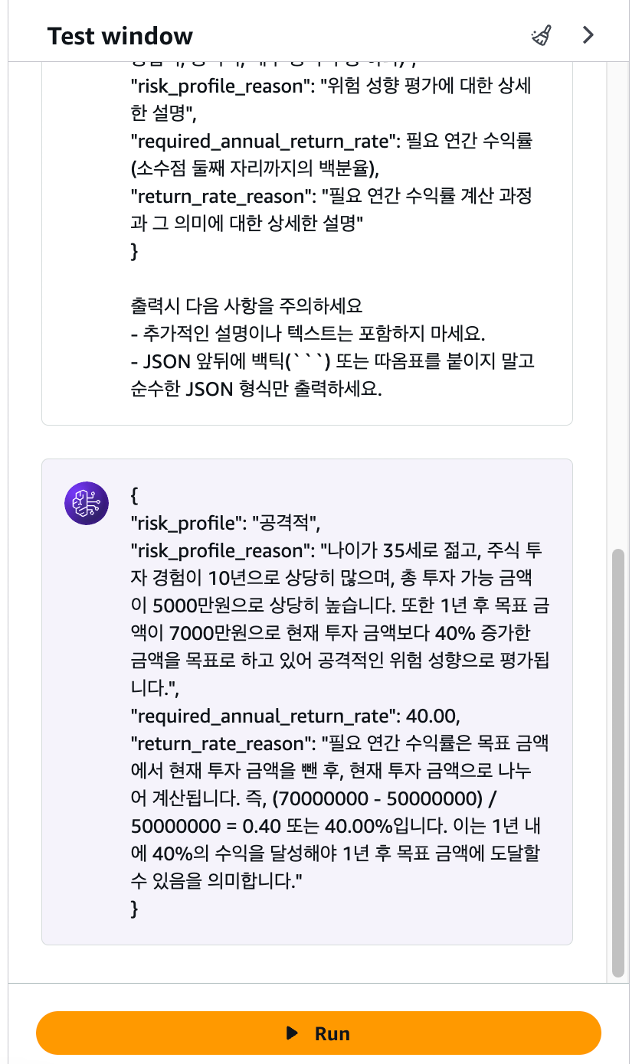 Test window
"risk_profile_reason": "위험 성향 평가에 대한 상세
한 설명",
"required_annual_return_rate": 필요 연간 수익률
(소수점 둘째 자리까지의 백분율),
"return_rate_reason": "필요 연간 수익률 계산 과정
과 그 의미에 대한 상세한 설명"
}
출력시 다음 사항을 주의하세요
- 추가적인 설명이나 텍스트는 포함하지 마세요.
- JSON 앞뒤에 백틱(```) 또는 따옴표를 붙이지 말고
순수한 JSON 형식만 출력하세요.
{
"risk_profile": "공격적",
"risk_profile_reason": "나이가 35세로 젊고, 주식 투
자 경험이 10년으로 상당히 많으며, 총 투자 가능 금액
이 5000만원으로 상당히 높습니다. 또한 1년 후 목표 금
액이 7000만원으로 현재 투자 금액보다 40% 증가한
금액을 목표로 하고 있어 공격적인 위험 성향으로 평가됩
니다.",
"required_annual_return_rate": 40.00,
"return_rate_reason": "필요 연간 수익률은 목표 금액
에서 현재 투자 금액을 뺀 후, 현재 투자 금액으로 나누
어 계산됩니다. 즉, (70000000 - 50000000) /
50000000 = 0.40 또는 40.00%입니다. 이는 1년 내
에 40%의 수익을 달성해야 1년 후 목표 금액에 도달할
수 있음을 의미합니다."
}
Run